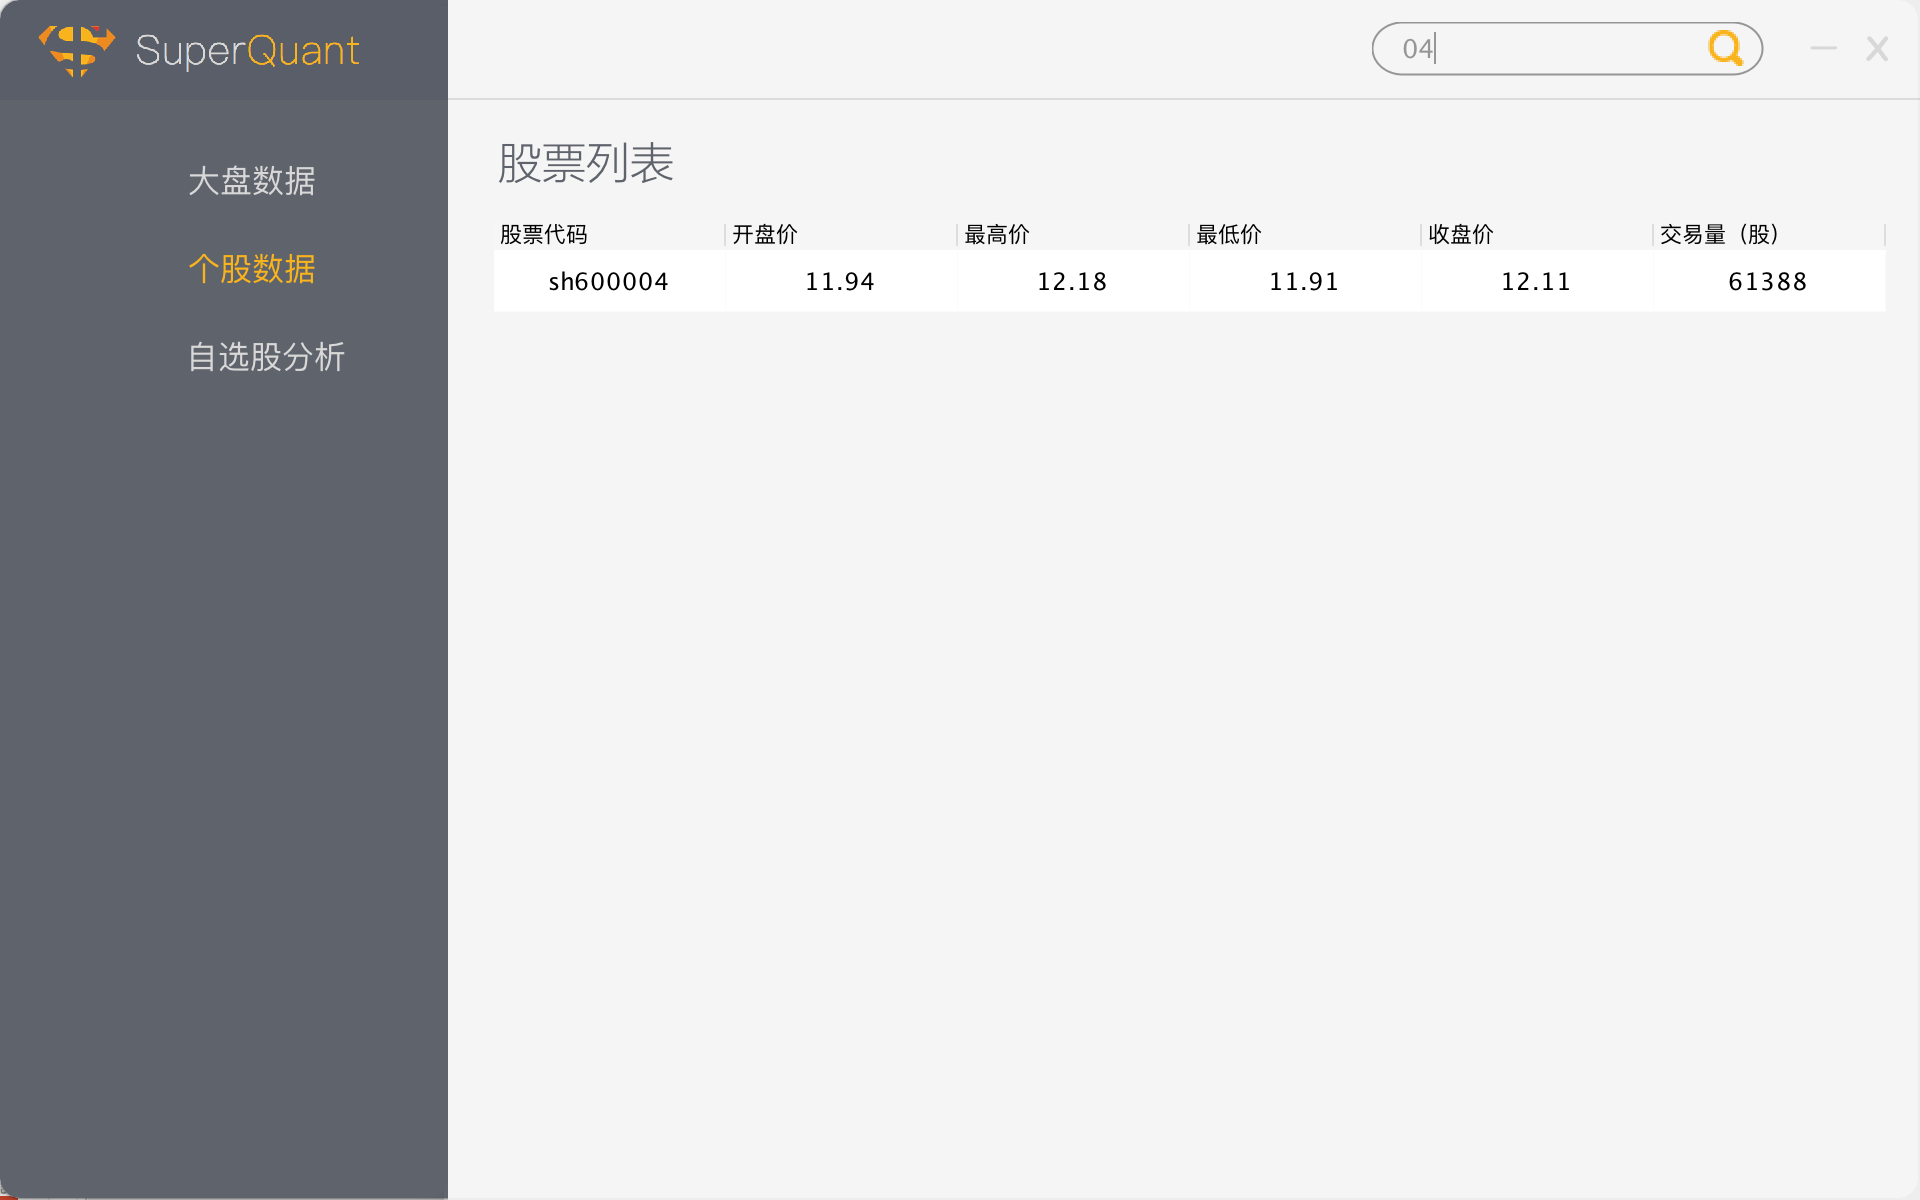 SuperQuant
04
大盘数据
个股数据
自选股分析
股票列表
股票代码 开盘价 最高价 最低价 收盘价 交易量（股）
sh600004 11.94 12.18 11.91 12.11 61388